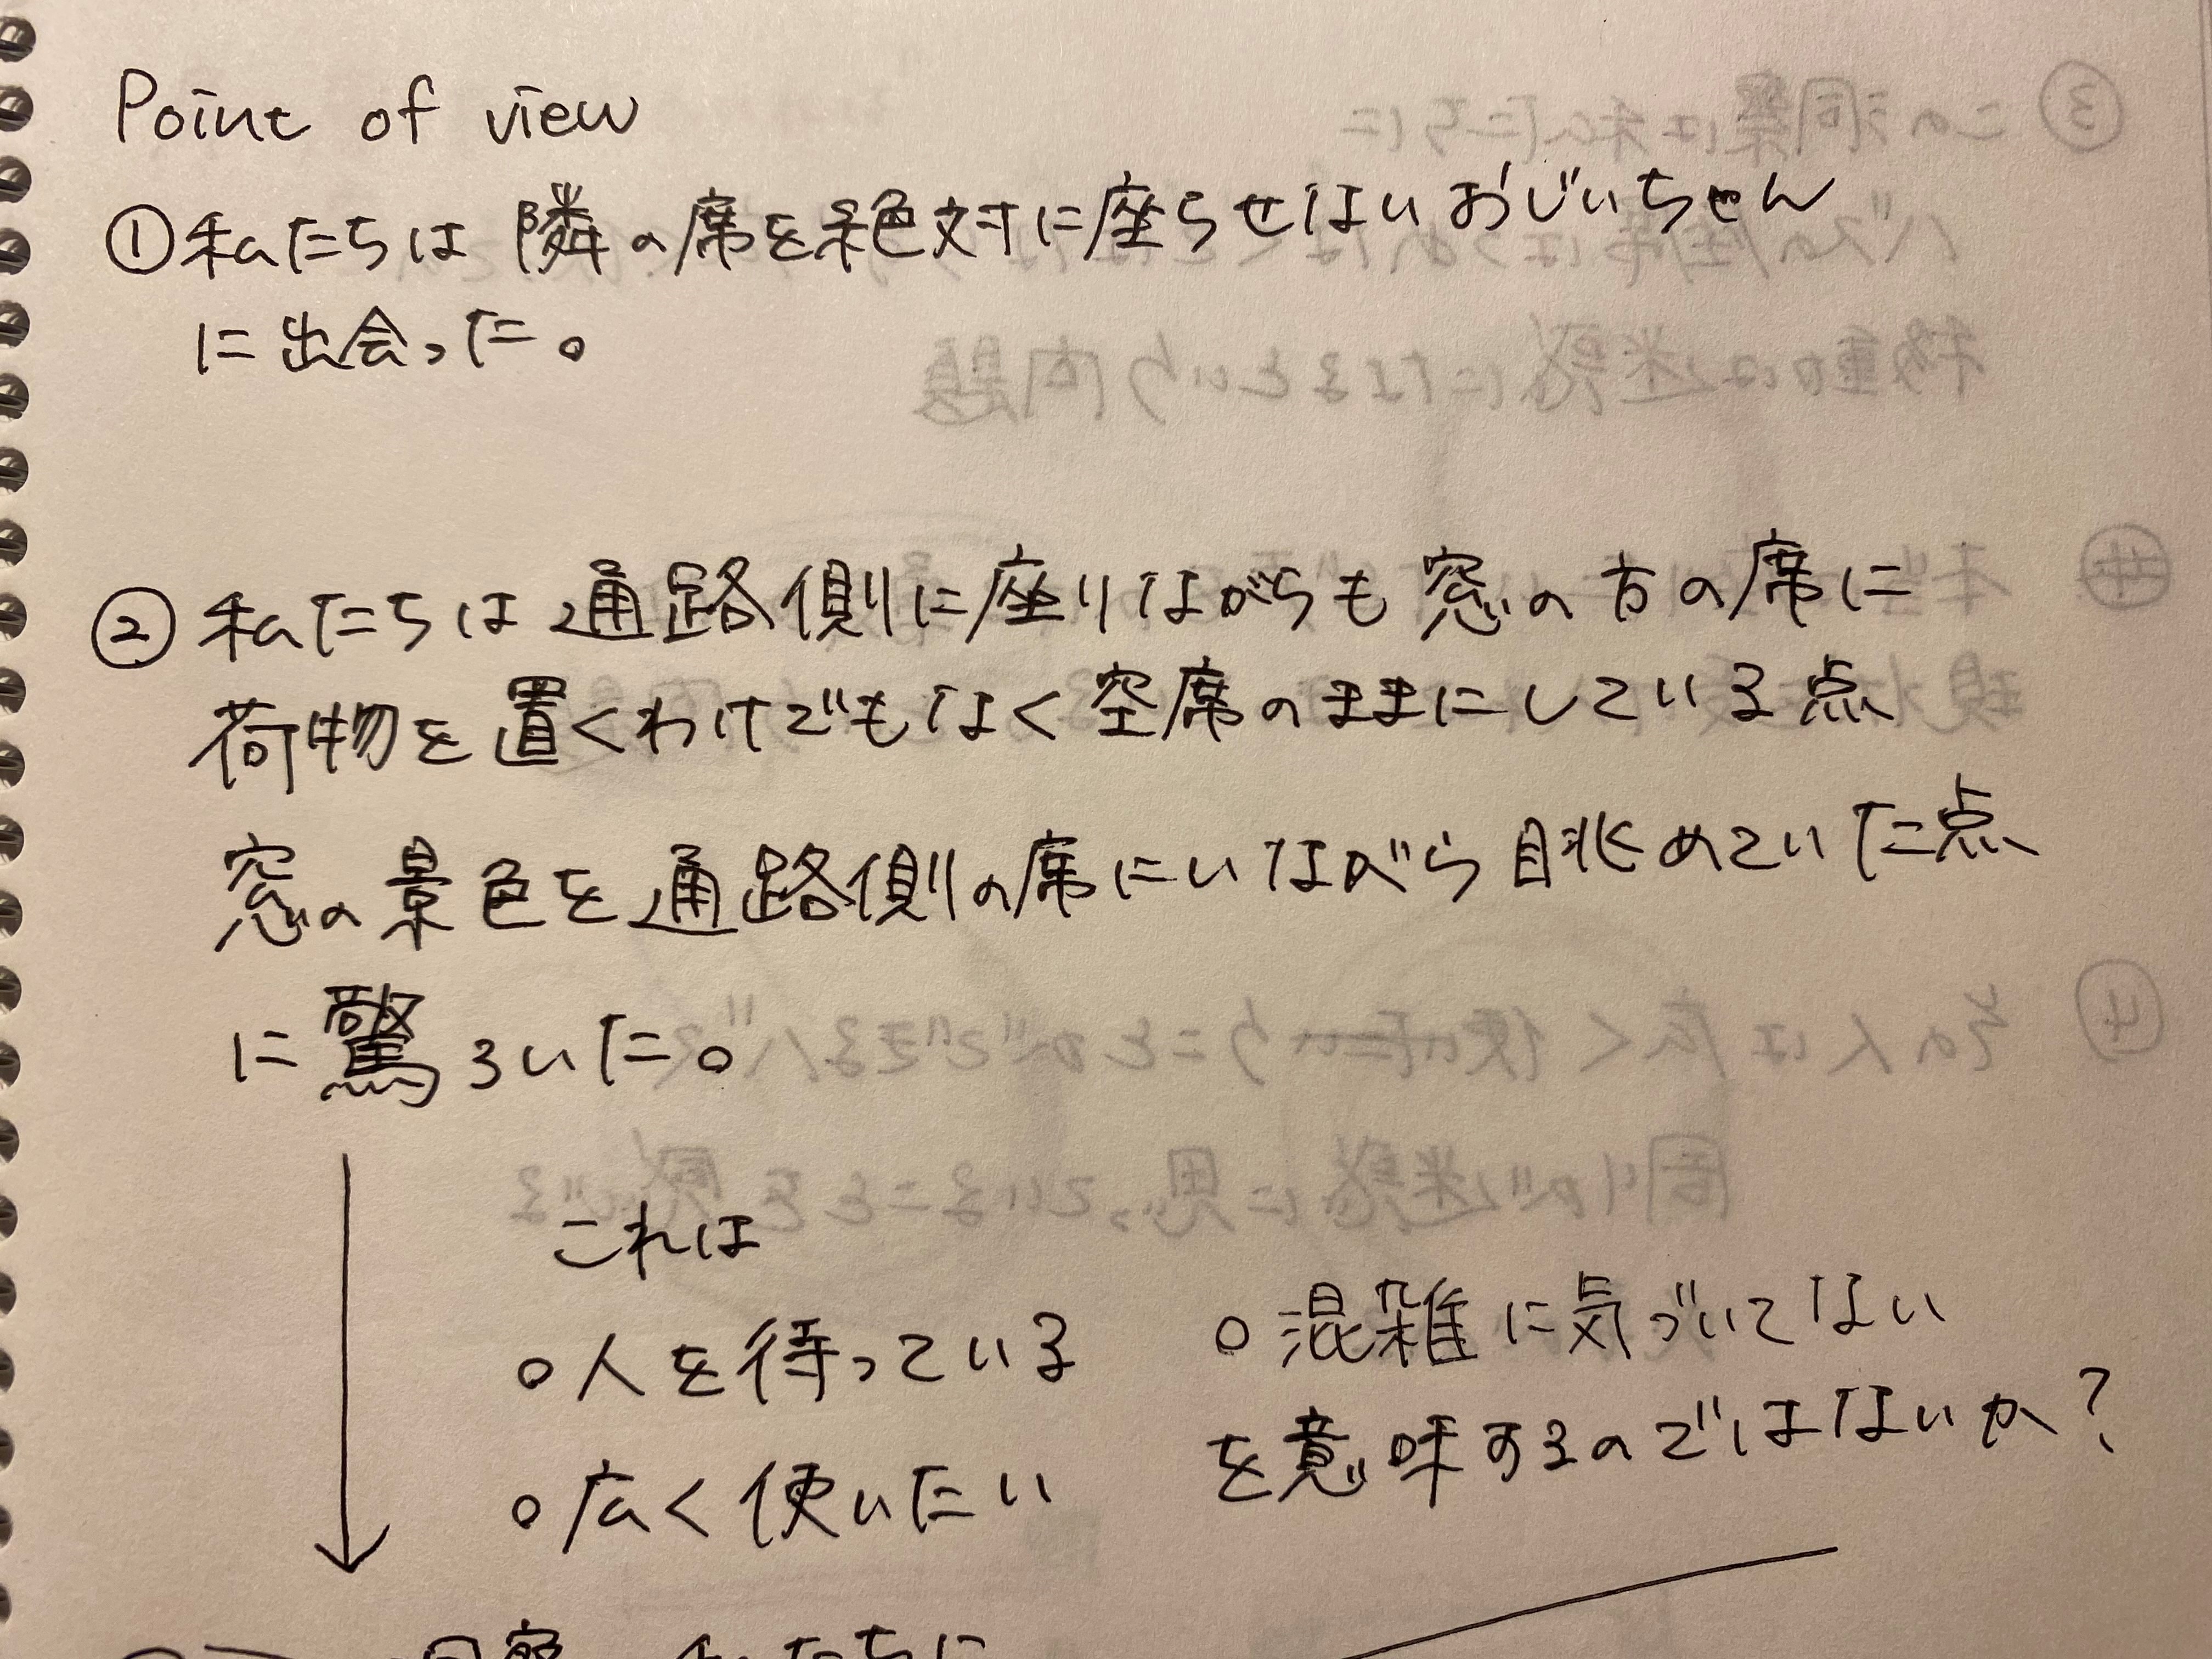 Point of view
①私たちは隣の席を絶対に座らせないおじいちゃん
に出会った。
②私たちは通路側に座りながらも窓の方の席に
荷物を置くわけでもなく空席のままにしている点
窓の景色を通路側の席にいながら眺めていた点
に驚ろいた。
これは
○人を待っている
○広く使いたい
○混雑に気づいてない
を意味するのではないか?
私たちに